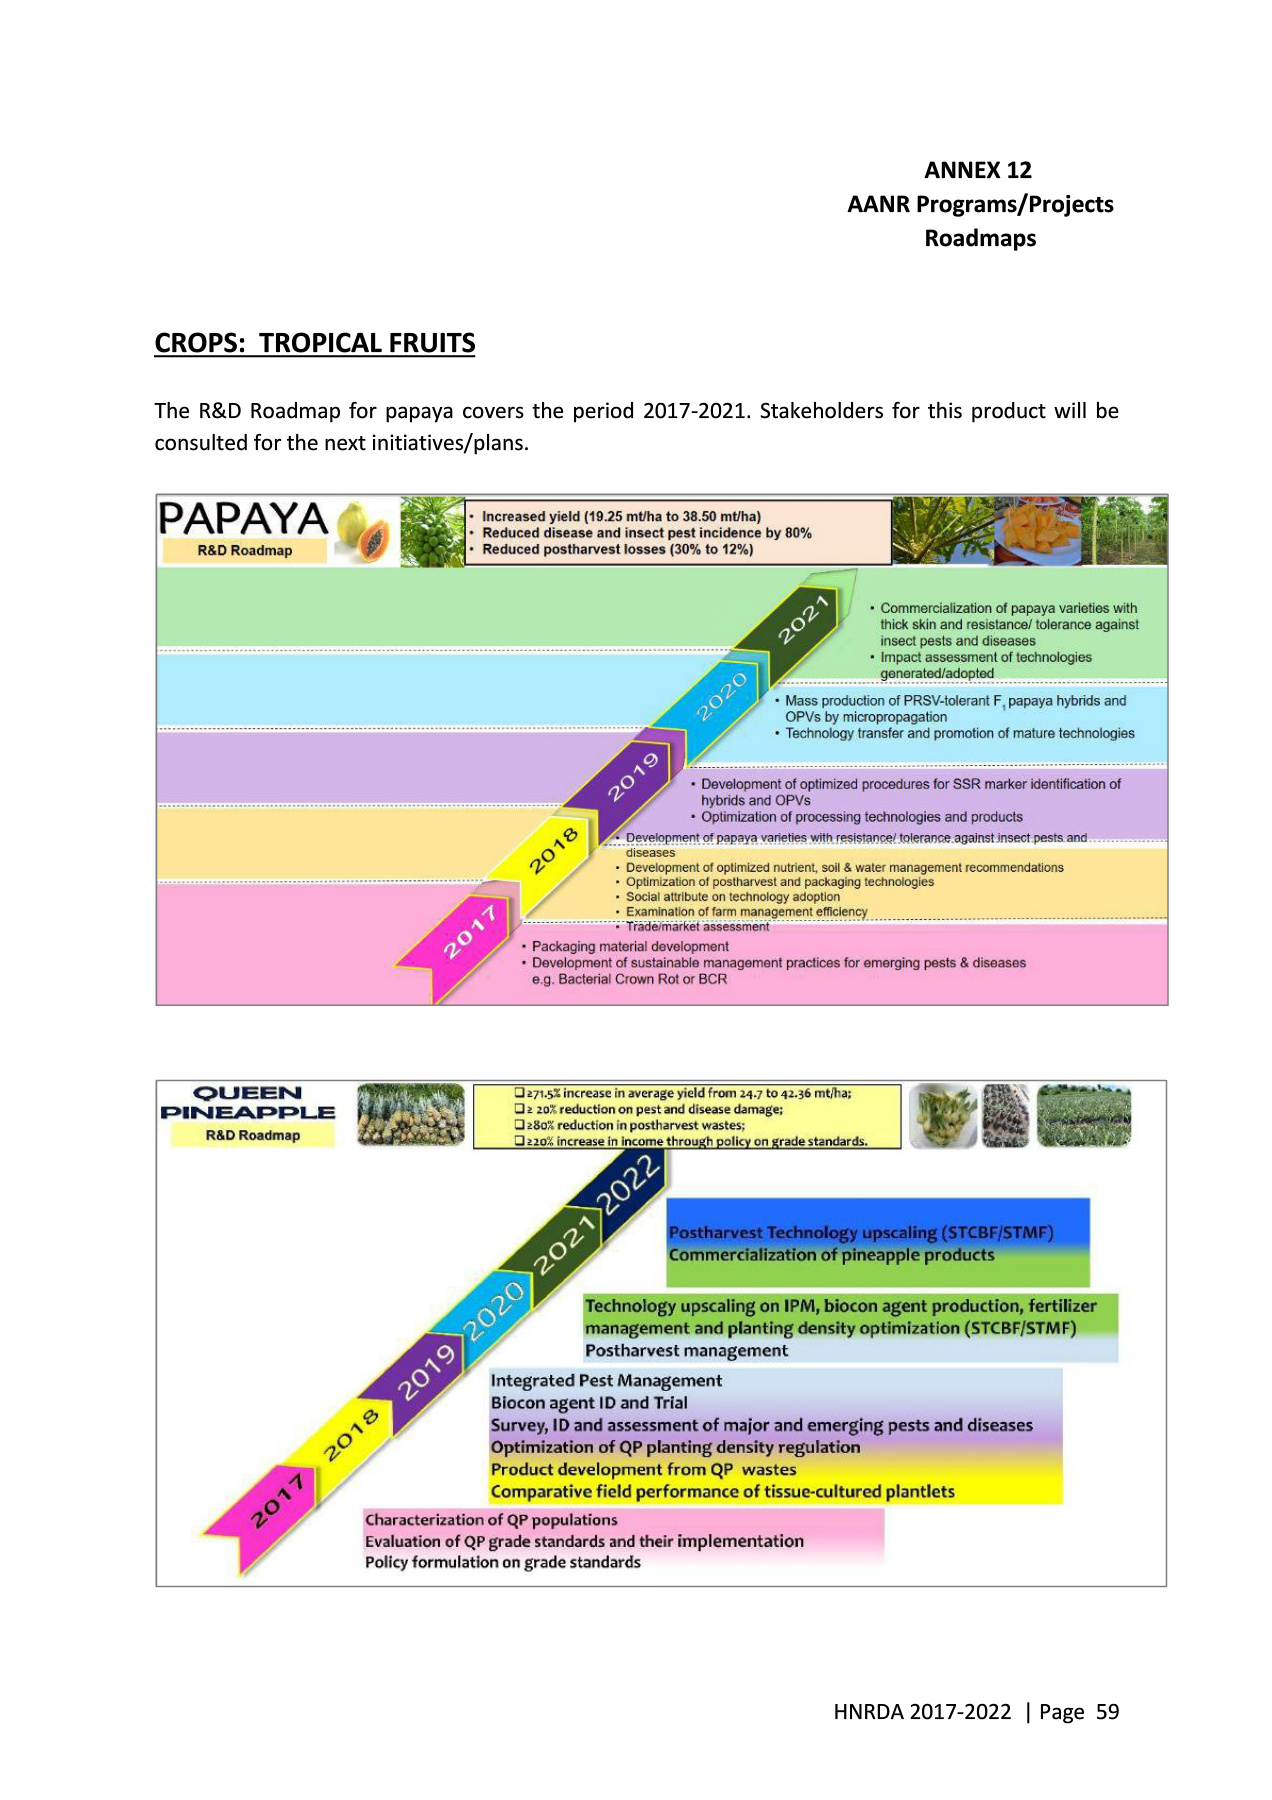 ANNEX 12
AANR Programs/Projects
Roadmaps
CROPS:  TROPICAL FRUITS
The R&D Roadmap for papaya covers the period 2017-2021. Stakeholders for this product will be
consulted for the next initiatives/plans.
PAPAYA
R&D Roadmap
• Increased yield (19.25 mt/ha to 38.50 mt/ha)
• Reduced disease and insect pest incidence by 80%
• Reduced postharvest losses (30% to 12%)
2021
• Commercialization of papaya varieties with
thick skin and resistance/ tolerance against
insect pests and diseases
• Impact assessment of technologies
generated/adopted
2020
• Mass production of PRSV-tolerant F1 papaya hybrids and
OPVs by micropropagation
• Technology transfer and promotion of mature technologies
2019
• Development of optimized procedures for SSR marker identification of
hybrids and OPVs
• Optimization of processing technologies and products
2018
• Development of papaya varieties with resistance/ tolerance against insect pests and
diseases
• Development of optimized nutrient, soil & water management recommendations
• Optimization of postharvest and packaging technologies
• Social attribute on technology adoption
• Examination of farm management efficiency
• Trade/market assessment
2017
• Packaging material development
• Development of sustainable management practices for emerging pests & diseases
e.g. Bacterial Crown Rot or BCR
QUEEN
PINEAPPLE
R&D Roadmap
❑≥71.5% increase in average yield from 24.7 to 42.36 mt/ha;
❑≥ 20% reduction on pest and disease damage;
❑≥80% reduction in postharvest wastes;
❑≥20% increase in income through policy on grade standards.
2022
Postharvest Technology upscaling (STCBF/STMF)
Commercialization of pineapple products
2021
Technology upscaling on IPM, biocon agent production, fertilizer
management and planting density optimization (STCBF/STMF)
Postharvest management
2020
2019
2018
Integrated Pest Management
Biocon agent ID and Trial
Survey, ID and assessment of major and emerging pests and diseases
Optimization of QP planting density regulation
Product development from QP  wastes
Comparative field performance of tissue-cultured plantlets
2017
Characterization of QP populations
Evaluation of QP grade standards and their implementation
Policy formulation on grade standards
HNRDA 2017-2022  | Page  59